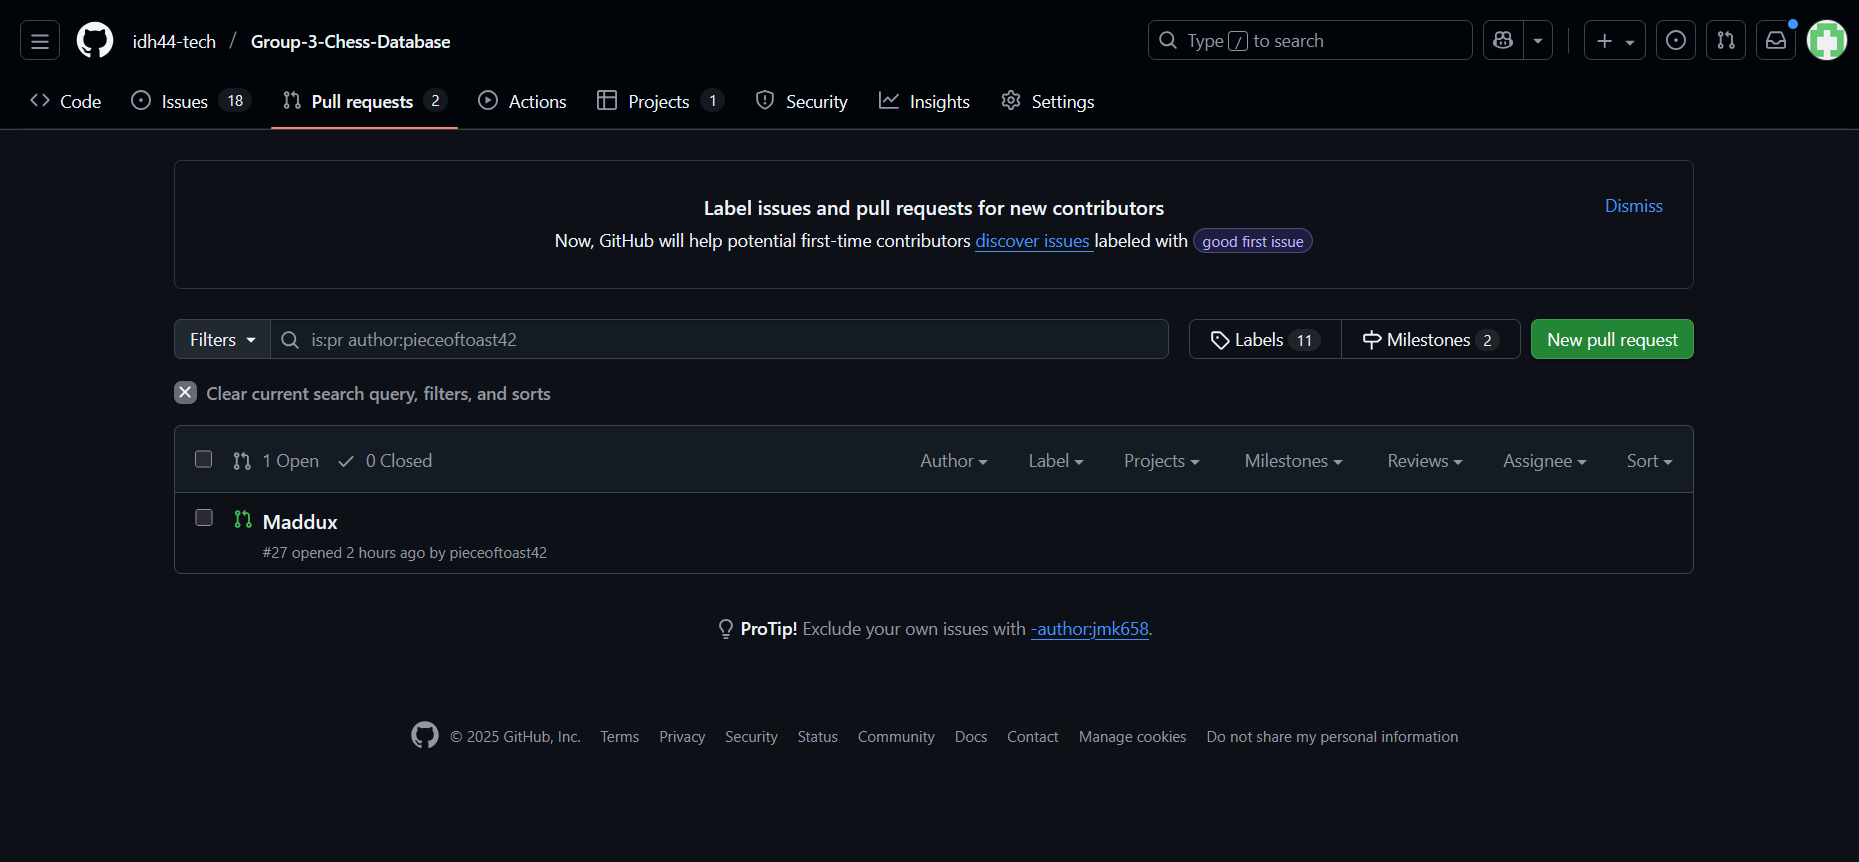 idh44-tech / Group-3-Chess-Database
Type / to search
Code
Issues 18
Pull requests 2
Actions
Projects 1
Security
Insights
Settings
Label issues and pull requests for new contributors
Dismiss
Now, GitHub will help potential first-time contributors discover issues labeled with good first issue
Filters
is:pr author:pieceoftoast42
Labels 11
Milestones 2
New pull request
Clear current search query, filters, and sorts
1 Open
0 Closed
Author
Label
Projects
Milestones
Reviews
Assignee
Sort
Maddux
#27 opened 2 hours ago by pieceoftoast42
ProTip! Exclude your own issues with -author:jmk658.
© 2025 GitHub, Inc.
Terms
Privacy
Security
Status
Community
Docs
Contact
Manage cookies
Do not share my personal information